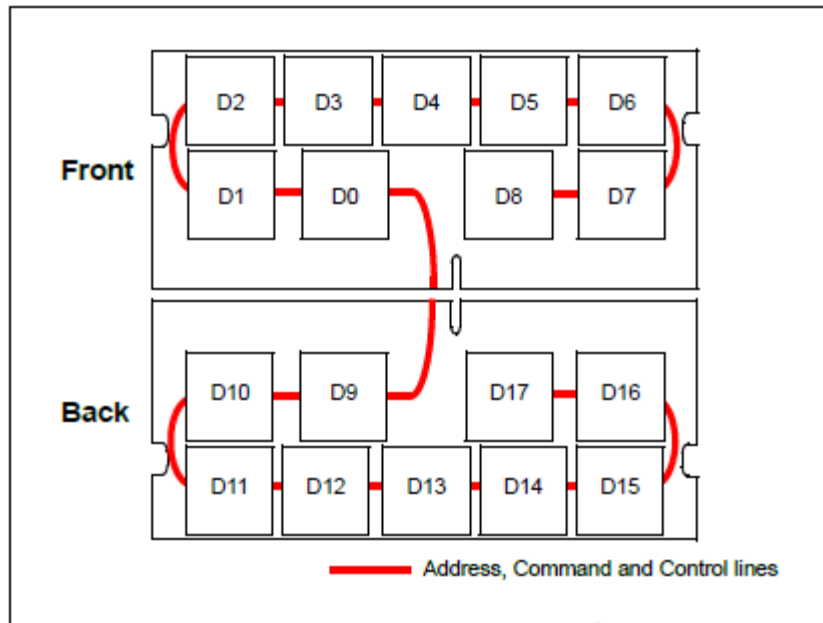 D2 D3 D4 D5 D6
Front
D1 D0 D8 D7
D10 D9 D17 D16
Back
D11 D12 D13 D14 D15
Address, Command and Control lines